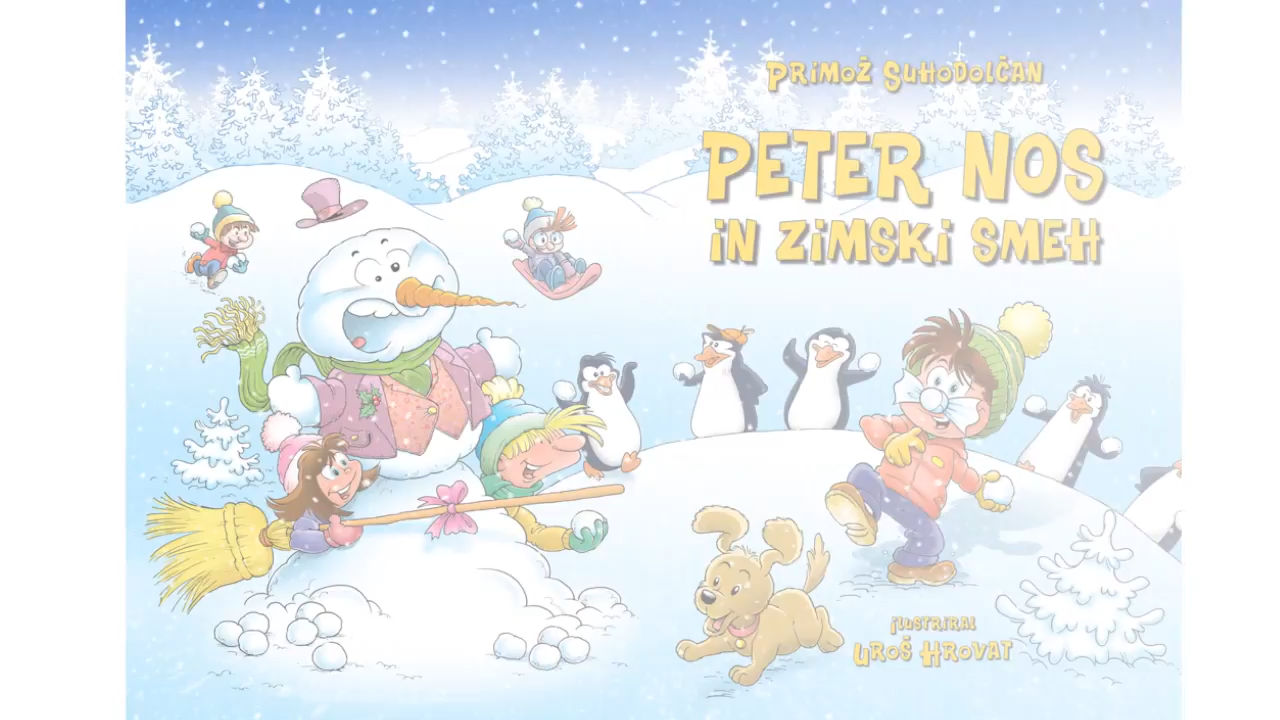 Primož Suhodolčan
PETER NOS
iN ZiMSKi SMEH
ilustriral
Uroš Hrovat